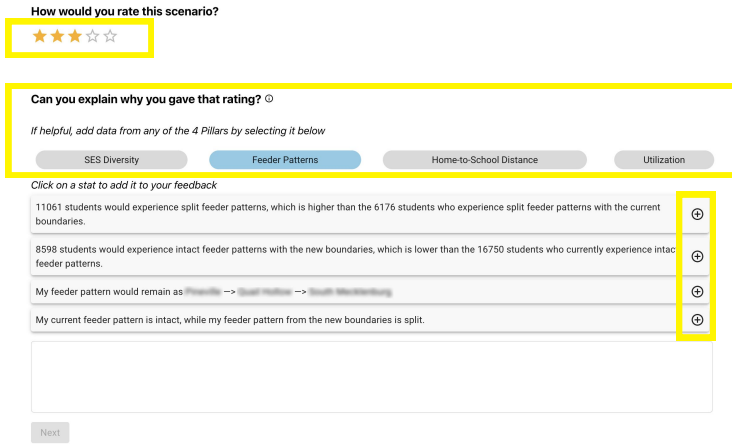 How would you rate this scenario?
Can you explain why you gave that rating?
If helpful, add data from any of the 4 Pillars by selecting it below
SES Diversity Feeder Patterns Home-to-School Distance Utilization
Click on a stat to add it to your feedback
11061 students would experience split feeder patterns, which is higher than the 6176 students who experience split feeder patterns with the current
boundaries.
8598 students would experience intact feeder patterns with the new boundaries, which is lower than the 16750 students who currently experience intac
feeder patterns.
My feeder pattern would remain as —> —>
My current feeder pattern is intact, while my feeder pattern from the new boundaries is split.
Next